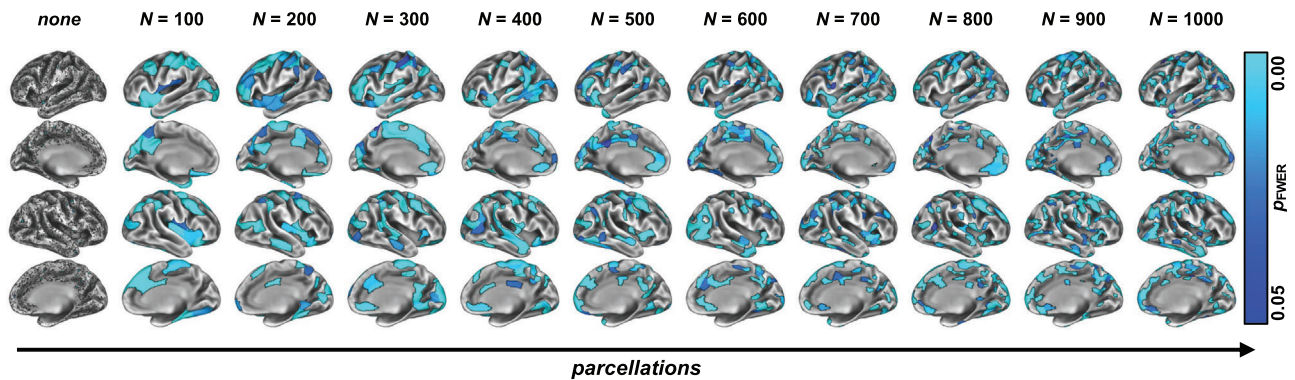 none N = 100 N = 200 N = 300 N = 400 N = 500 N = 600 N = 700 N = 800 N = 900 N = 1000
0.00
pFWER
0.05
parcellations